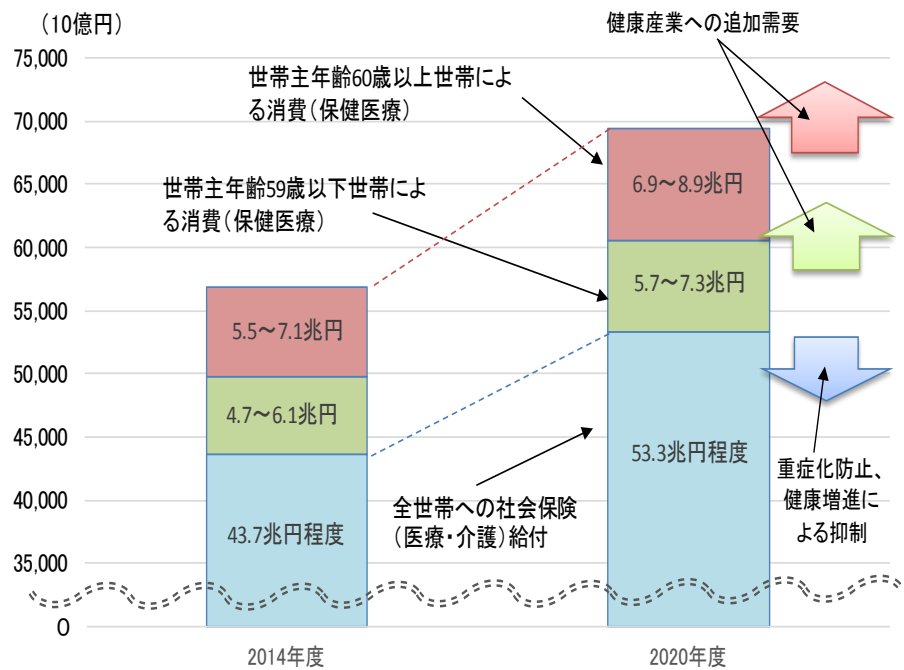 （10億円）
健康産業への追加需要
75,000
70,000
65,000
60,000
55,000
50,000
45,000
40,000
35,000
0
世帯主年齢60歳以上世帯によ
る消費（保健医療）
世帯主年齢59歳以下世帯によ
る消費（保健医療）
6.9～8.9兆円
5.7～7.3兆円
53.3兆円程度
5.5～7.1兆円
4.7～6.1兆円
43.7兆円程度
全世帯への社会保険
（医療・介護）給付
重症化防止、
健康増進に
よる抑制
2014年度
2020年度